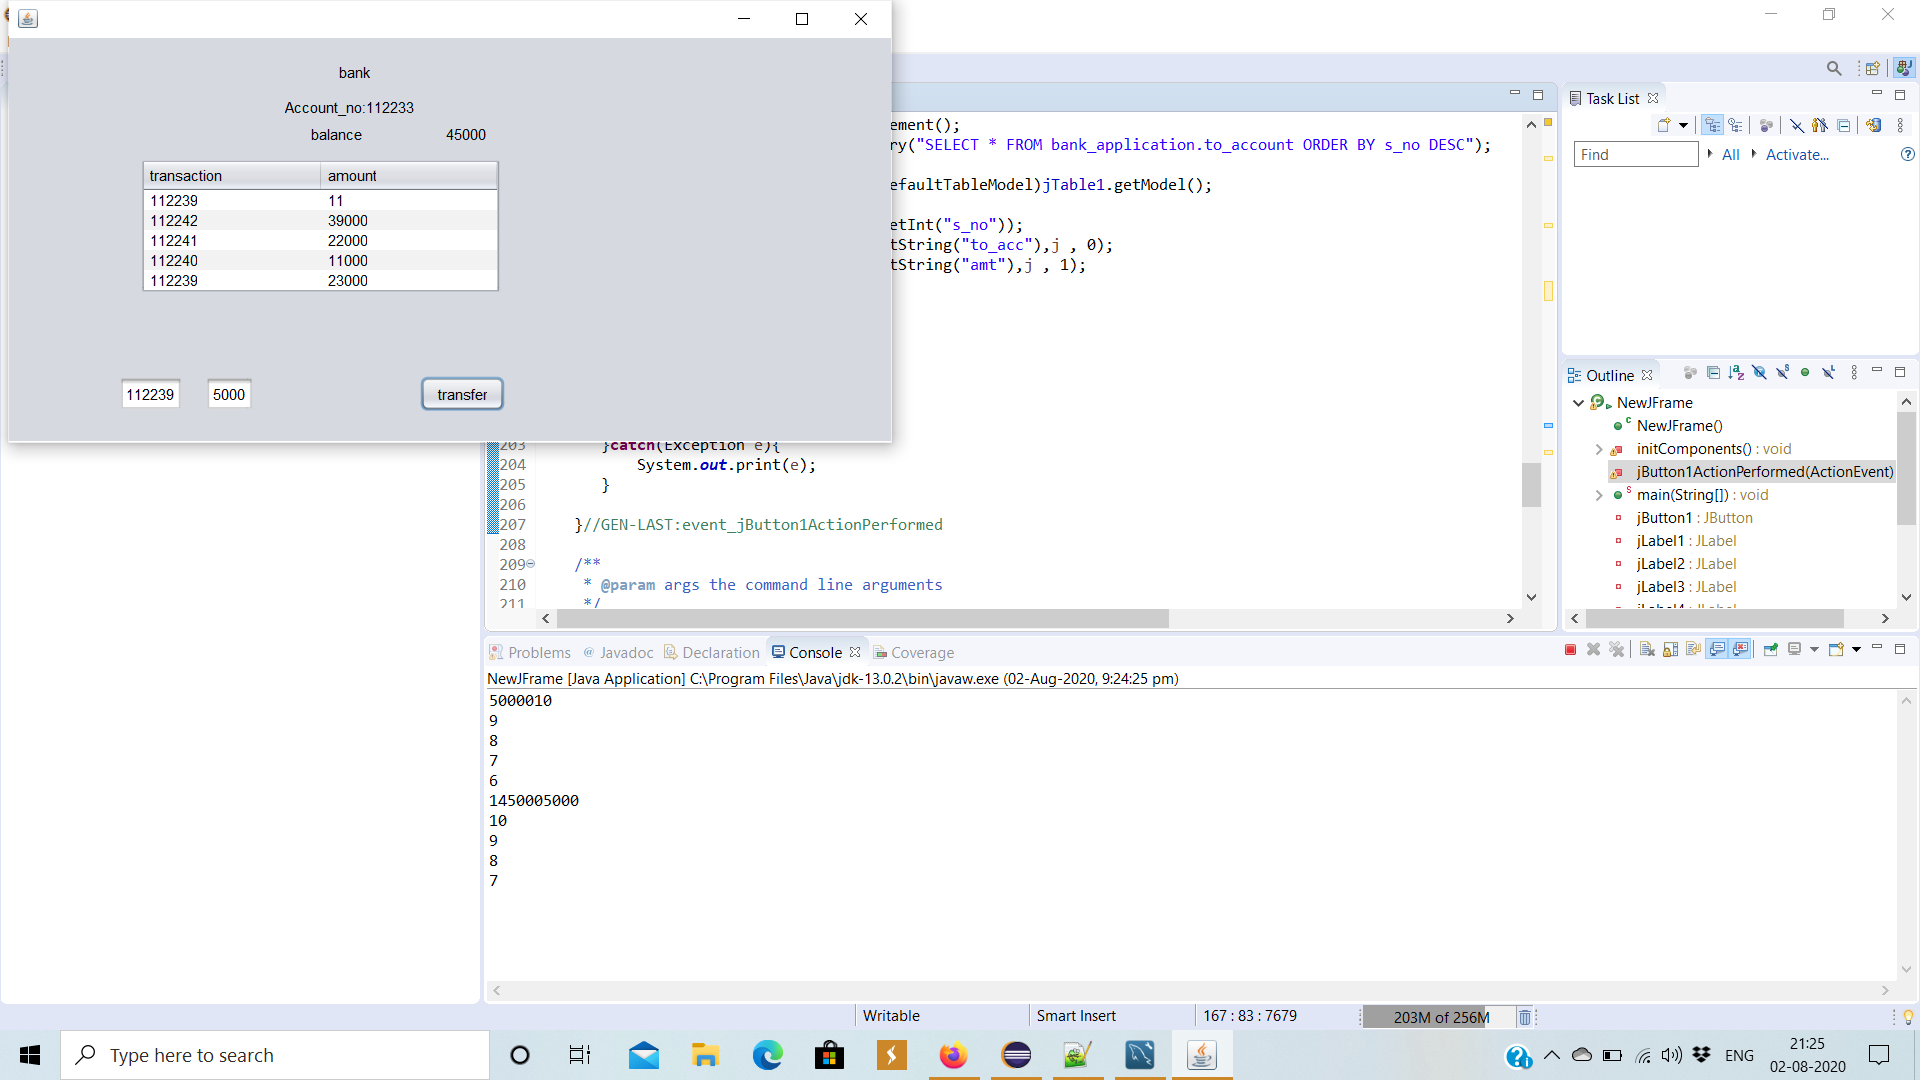 bank
Account_no:112233
balance 45000
transaction amount
112239 11
112242 39000
112241 22000
112240 11000
112239 23000
112239 5000 transfer
ement();
ry("SELECT * FROM bank_application.to_account ORDER BY s_no DESC");
efaultTableModel)jTable1.getModel();
etInt("s_no"));
tString("to_acc"),j , 0);
tString("amt"),j , 1);
203 }catch(Exception e){
204 System.out.print(e);
205 }
206
207 }//GEN-LAST:event_jButton1ActionPerformed
208
209 /**
210 * @param args the command line arguments
211 */
Task List
Find All Activate...
Outline
NewJFrame
NewJFrame()
initComponents() : void
jButton1ActionPerformed(ActionEvent)
main(String[]) : void
jButton1 : JButton
jLabel1 : JLabel
jLabel2 : JLabel
jLabel3 : JLabel
jLabel4 : JLabel
Problems @ Javadoc Declaration Console Coverage
NewJFrame [Java Application] C:\Program Files\Java\jdk-13.0.2\bin\javaw.exe (02-Aug-2020, 9:24:25 pm)
5000010
9
8
7
6
1450005000
10
9
8
7
Writable Smart Insert 167 : 83 : 7679 203M of 256M
Type here to search
ENG
21:25
02-08-2020